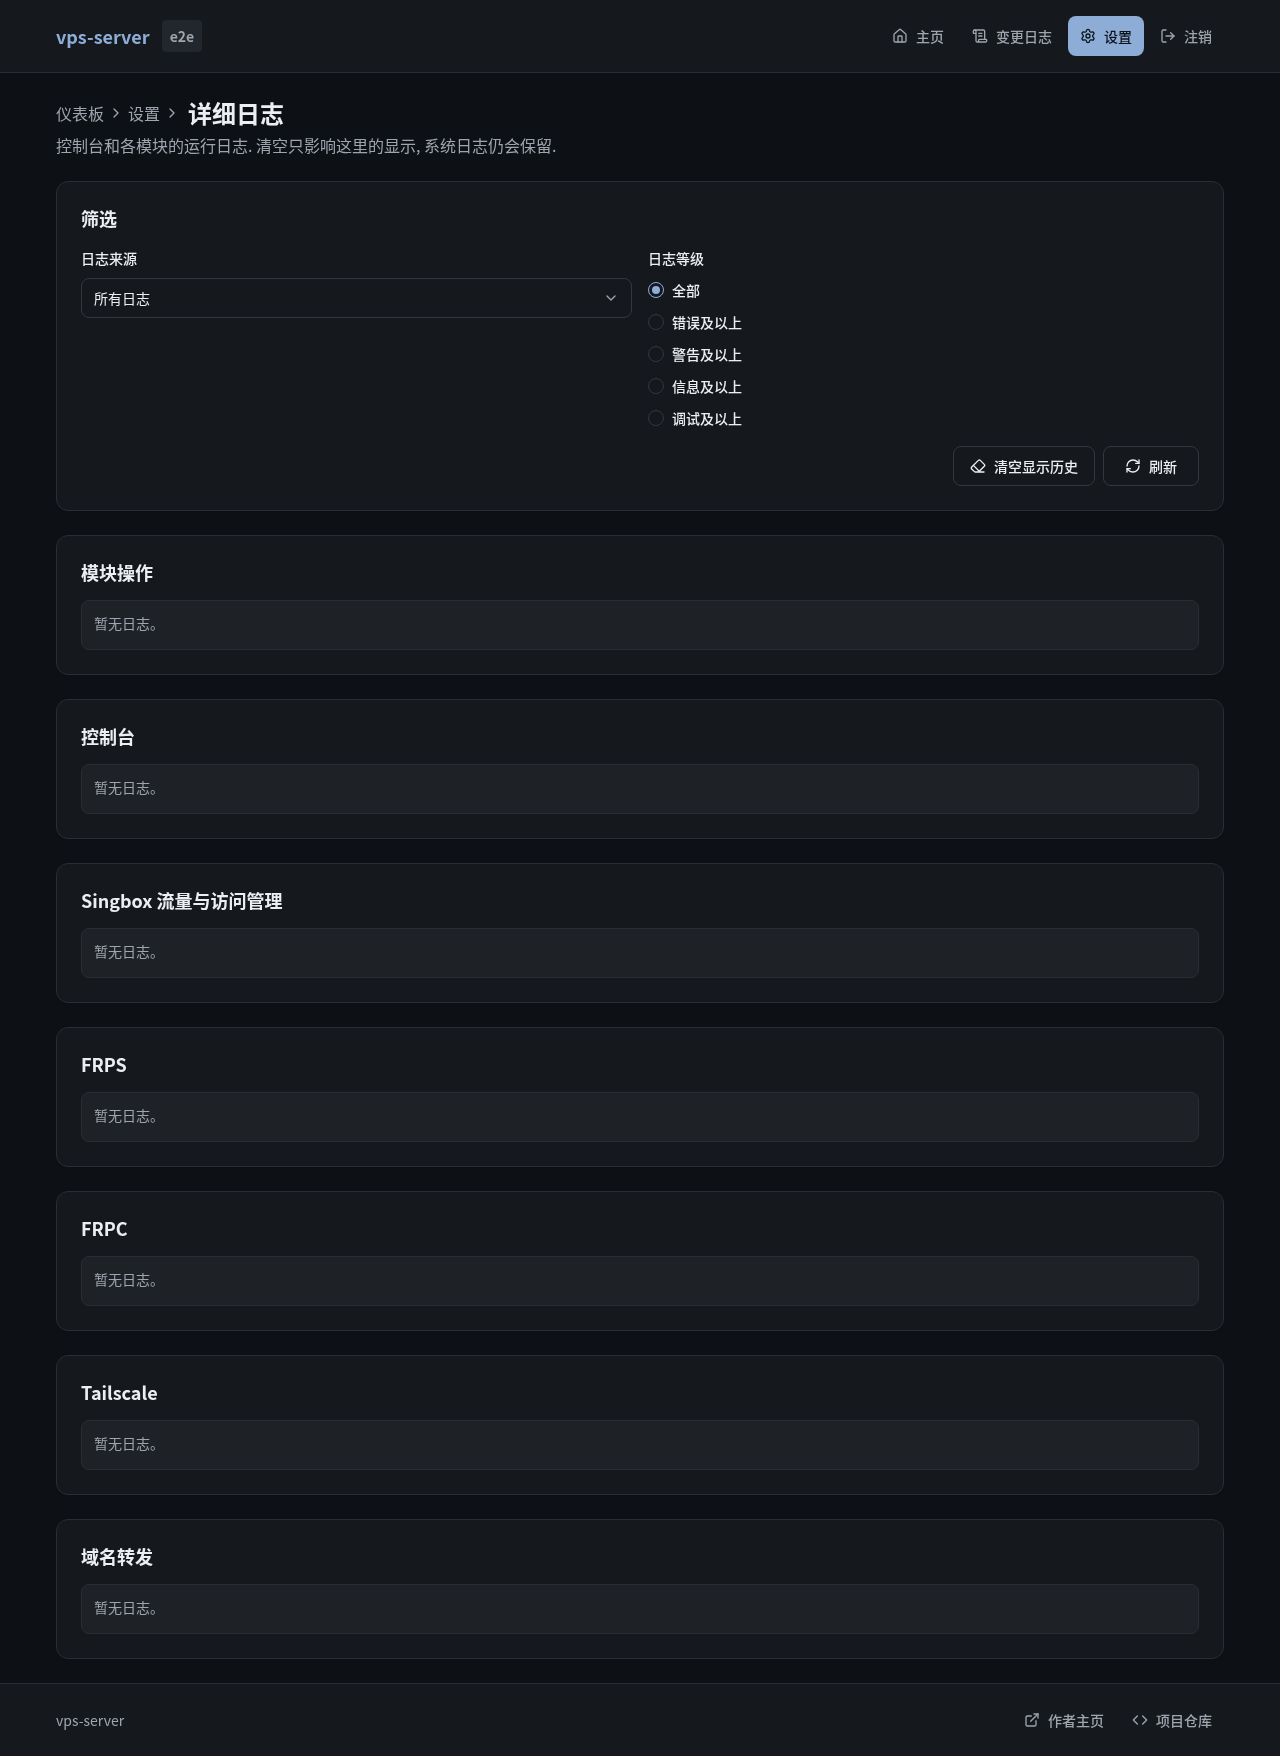 vps-server e2e 主页 变更日志 设置 注销
仪表板 设置 详细日志
控制台和各模块的运行日志. 清空只影响这里的显示, 系统日志仍会保留.
筛选
日志来源
所有日志
日志等级
全部
错误及以上
警告及以上
信息及以上
调试及以上
清空显示历史 刷新
模块操作
暂无日志。
控制台
暂无日志。
Singbox 流量与访问管理
暂无日志。
FRPS
暂无日志。
FRPC
暂无日志。
Tailscale
暂无日志。
域名转发
暂无日志。
vps-server 作者主页 项目仓库